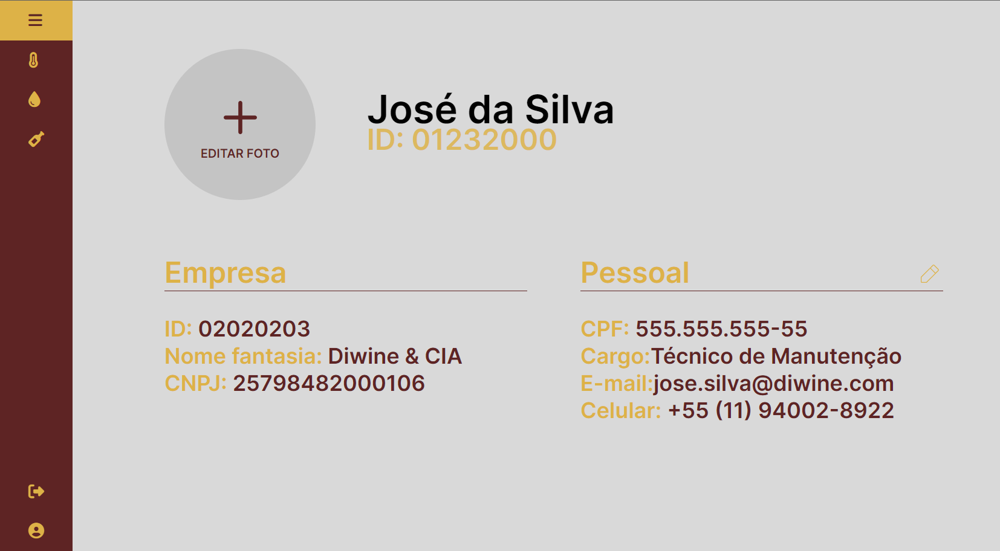 José da Silva
ID: 01232000
EDITAR FOTO
Empresa
ID: 02020203
Nome fantasia: Diwine & CIA
CNPJ: 25798482000106
Pessoal
CPF: 555.555.555-55
Cargo:Técnico de Manutenção
E-mail:jose.silva@diwine.com
Celular: +55 (11) 94002-8922